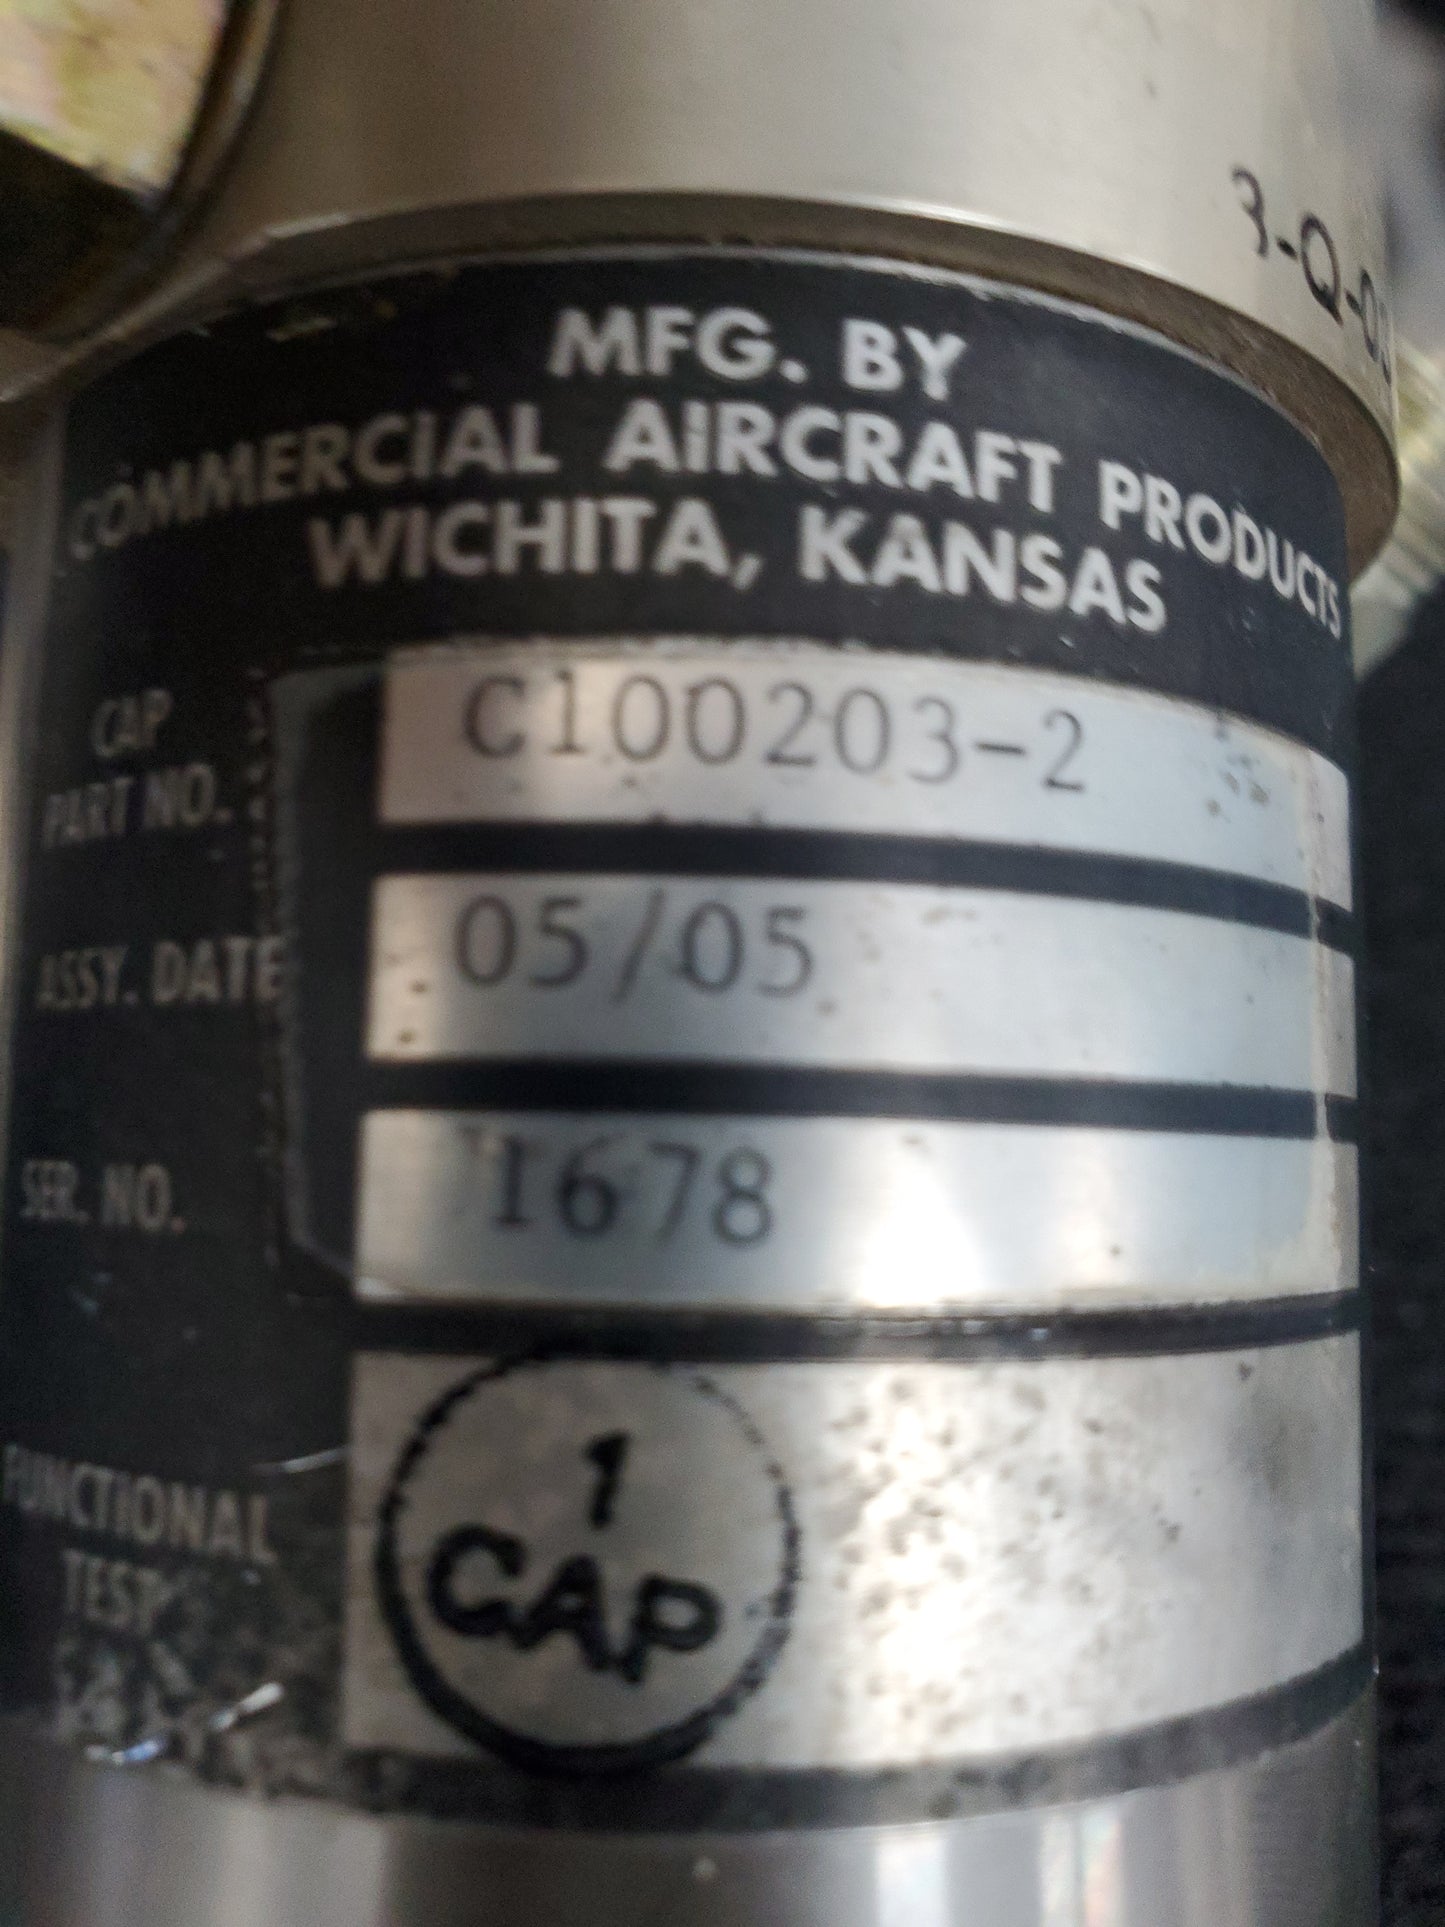 MFG. BY
COMMERCIAL AIRCRAFT PRODUCTS
WICHITA, KANSAS
CAP
PART NO. C100203-2
ASSY. DATE 05/05
SER. NO. 1678
FUNCTIONAL
TEST
1
CAP